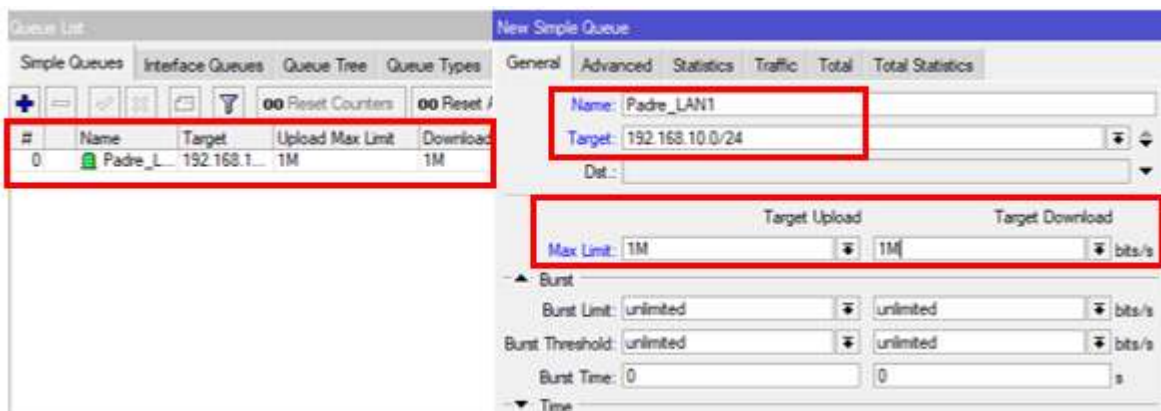 Queue List
Simple Queues Interface Queues Queue Tree Queue Types
00 Reset Counters 00 Reset A
# Name Target Upload Max Limit Download
0 Padre_L... 192.168.1... 1M 1M
New Simple Queue
General Advanced Statistics Traffic Total Total Statistics
Name: Padre_LAN1
Target: 192.168.10.0/24
Dst.:
Target Upload Target Download
Max Limit: 1M 1M bits/s
Burst
Burst Limit: unlimited unlimited bits/s
Burst Threshold: unlimited unlimited bits/s
Burst Time: 0 0 s
Time